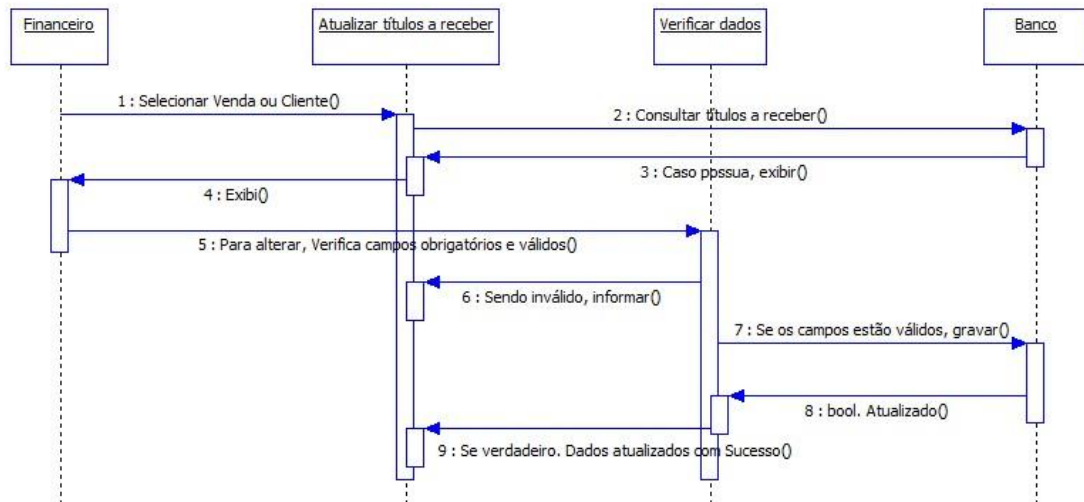 Financeiro
Atualizar títulos a receber
Verificar dados
Banco
1 : Selecionar Venda ou Cliente()
2 : Consultar títulos a receber()
3 : Caso possua, exibir()
4 : Exibi()
5 : Para alterar, Verifica campos obrigatórios e válidos()
6 : Sendo inválido, informar()
7 : Se os campos estão válidos, gravar()
8 : bool. Atualizado()
9 : Se verdadeiro. Dados atualizados com Sucesso()